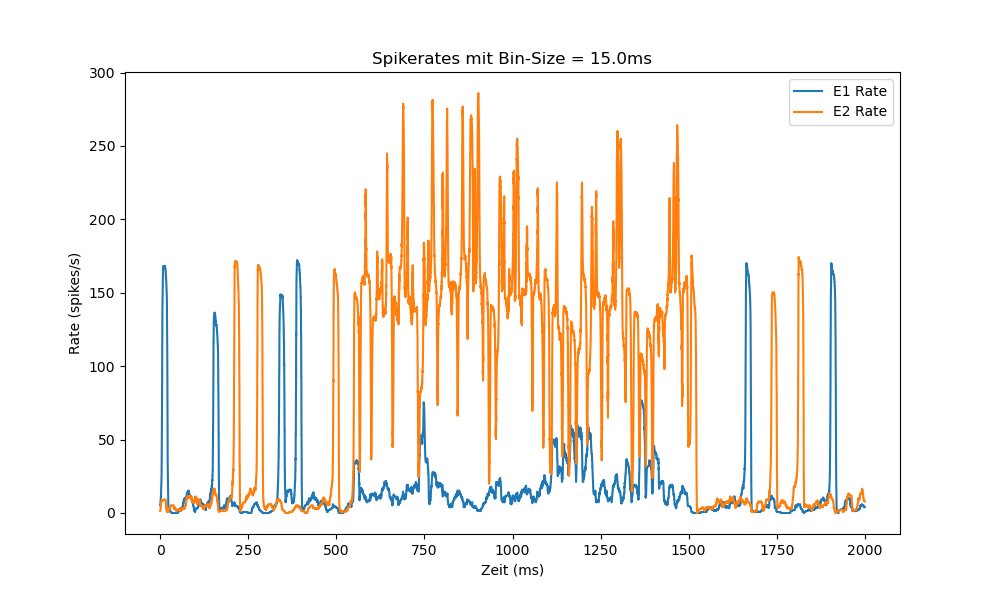 Spikerates mit Bin-Size = 15.0ms
E1 Rate
E2 Rate
Rate (spikes/s)
300
250
200
150
100
50
0
0 250 500 750 1000 1250 1500 1750 2000
Zeit (ms)